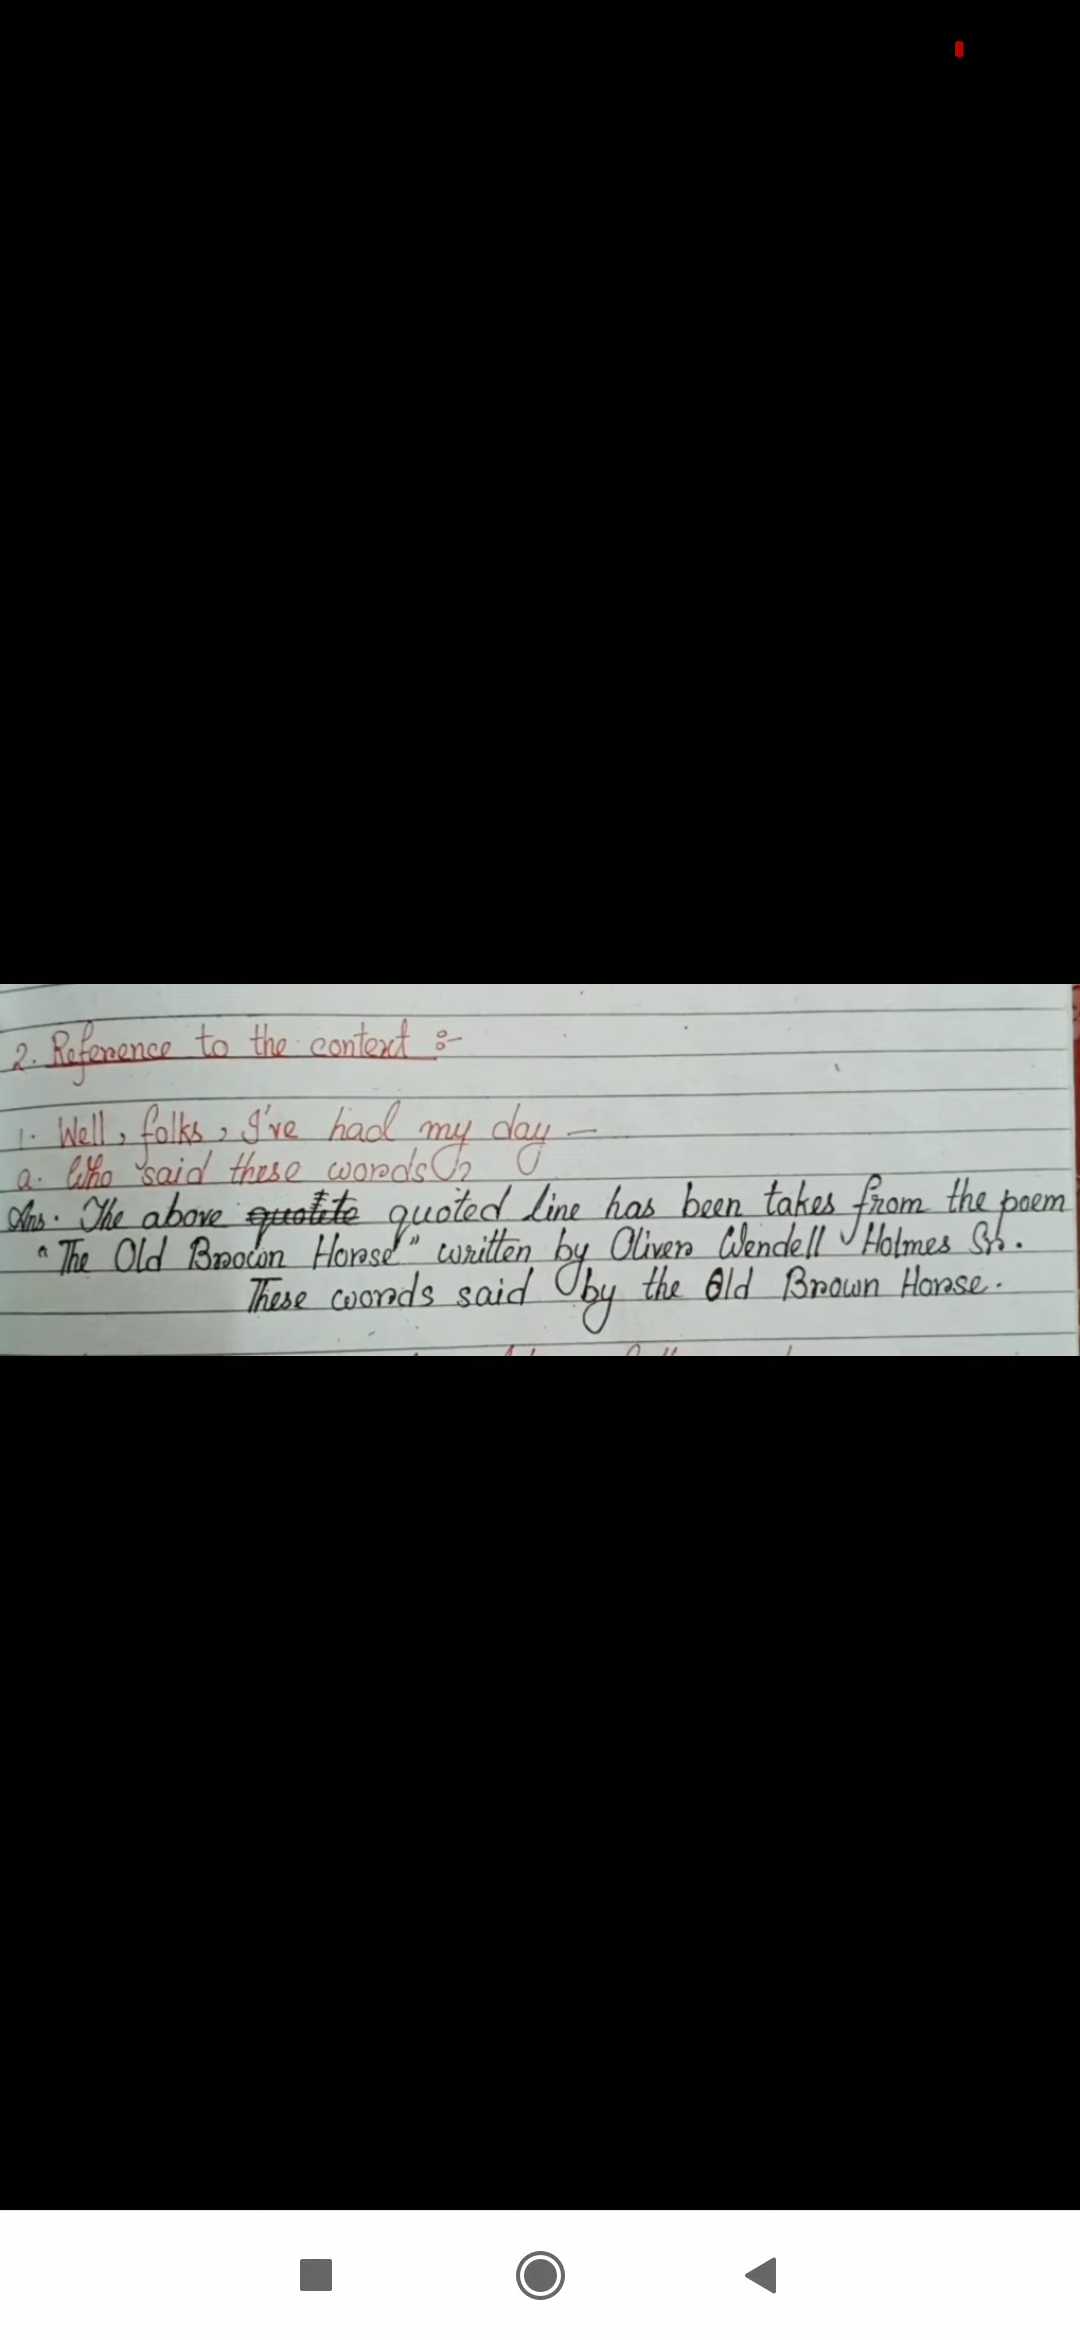 2. Reference to the context :-
1. Well, folks, I've had my day —
a. Who said these words?
Ans. The above quotete quoted line has been takes from the poem
"The Old Brown Horse" written by Oliver Wendell Holmes Sr.
These words said by the Old Brown Horse.